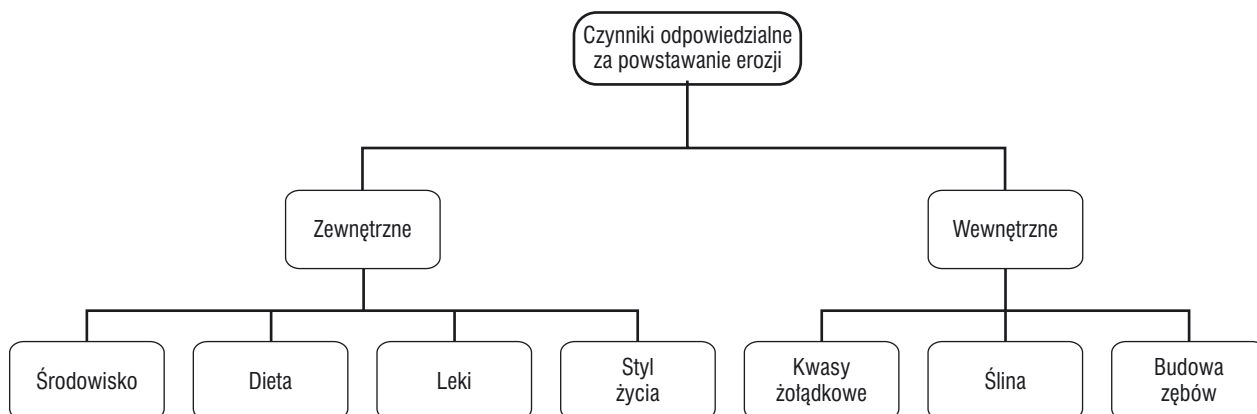 Czynniki odpowiedzialne
za powstawanie erozji
Zewnętrzne
Wewnętrzne
Środowisko
Dieta
Leki
Styl
życia
Kwasy
żołądkowe
Ślina
Budowa
zębów